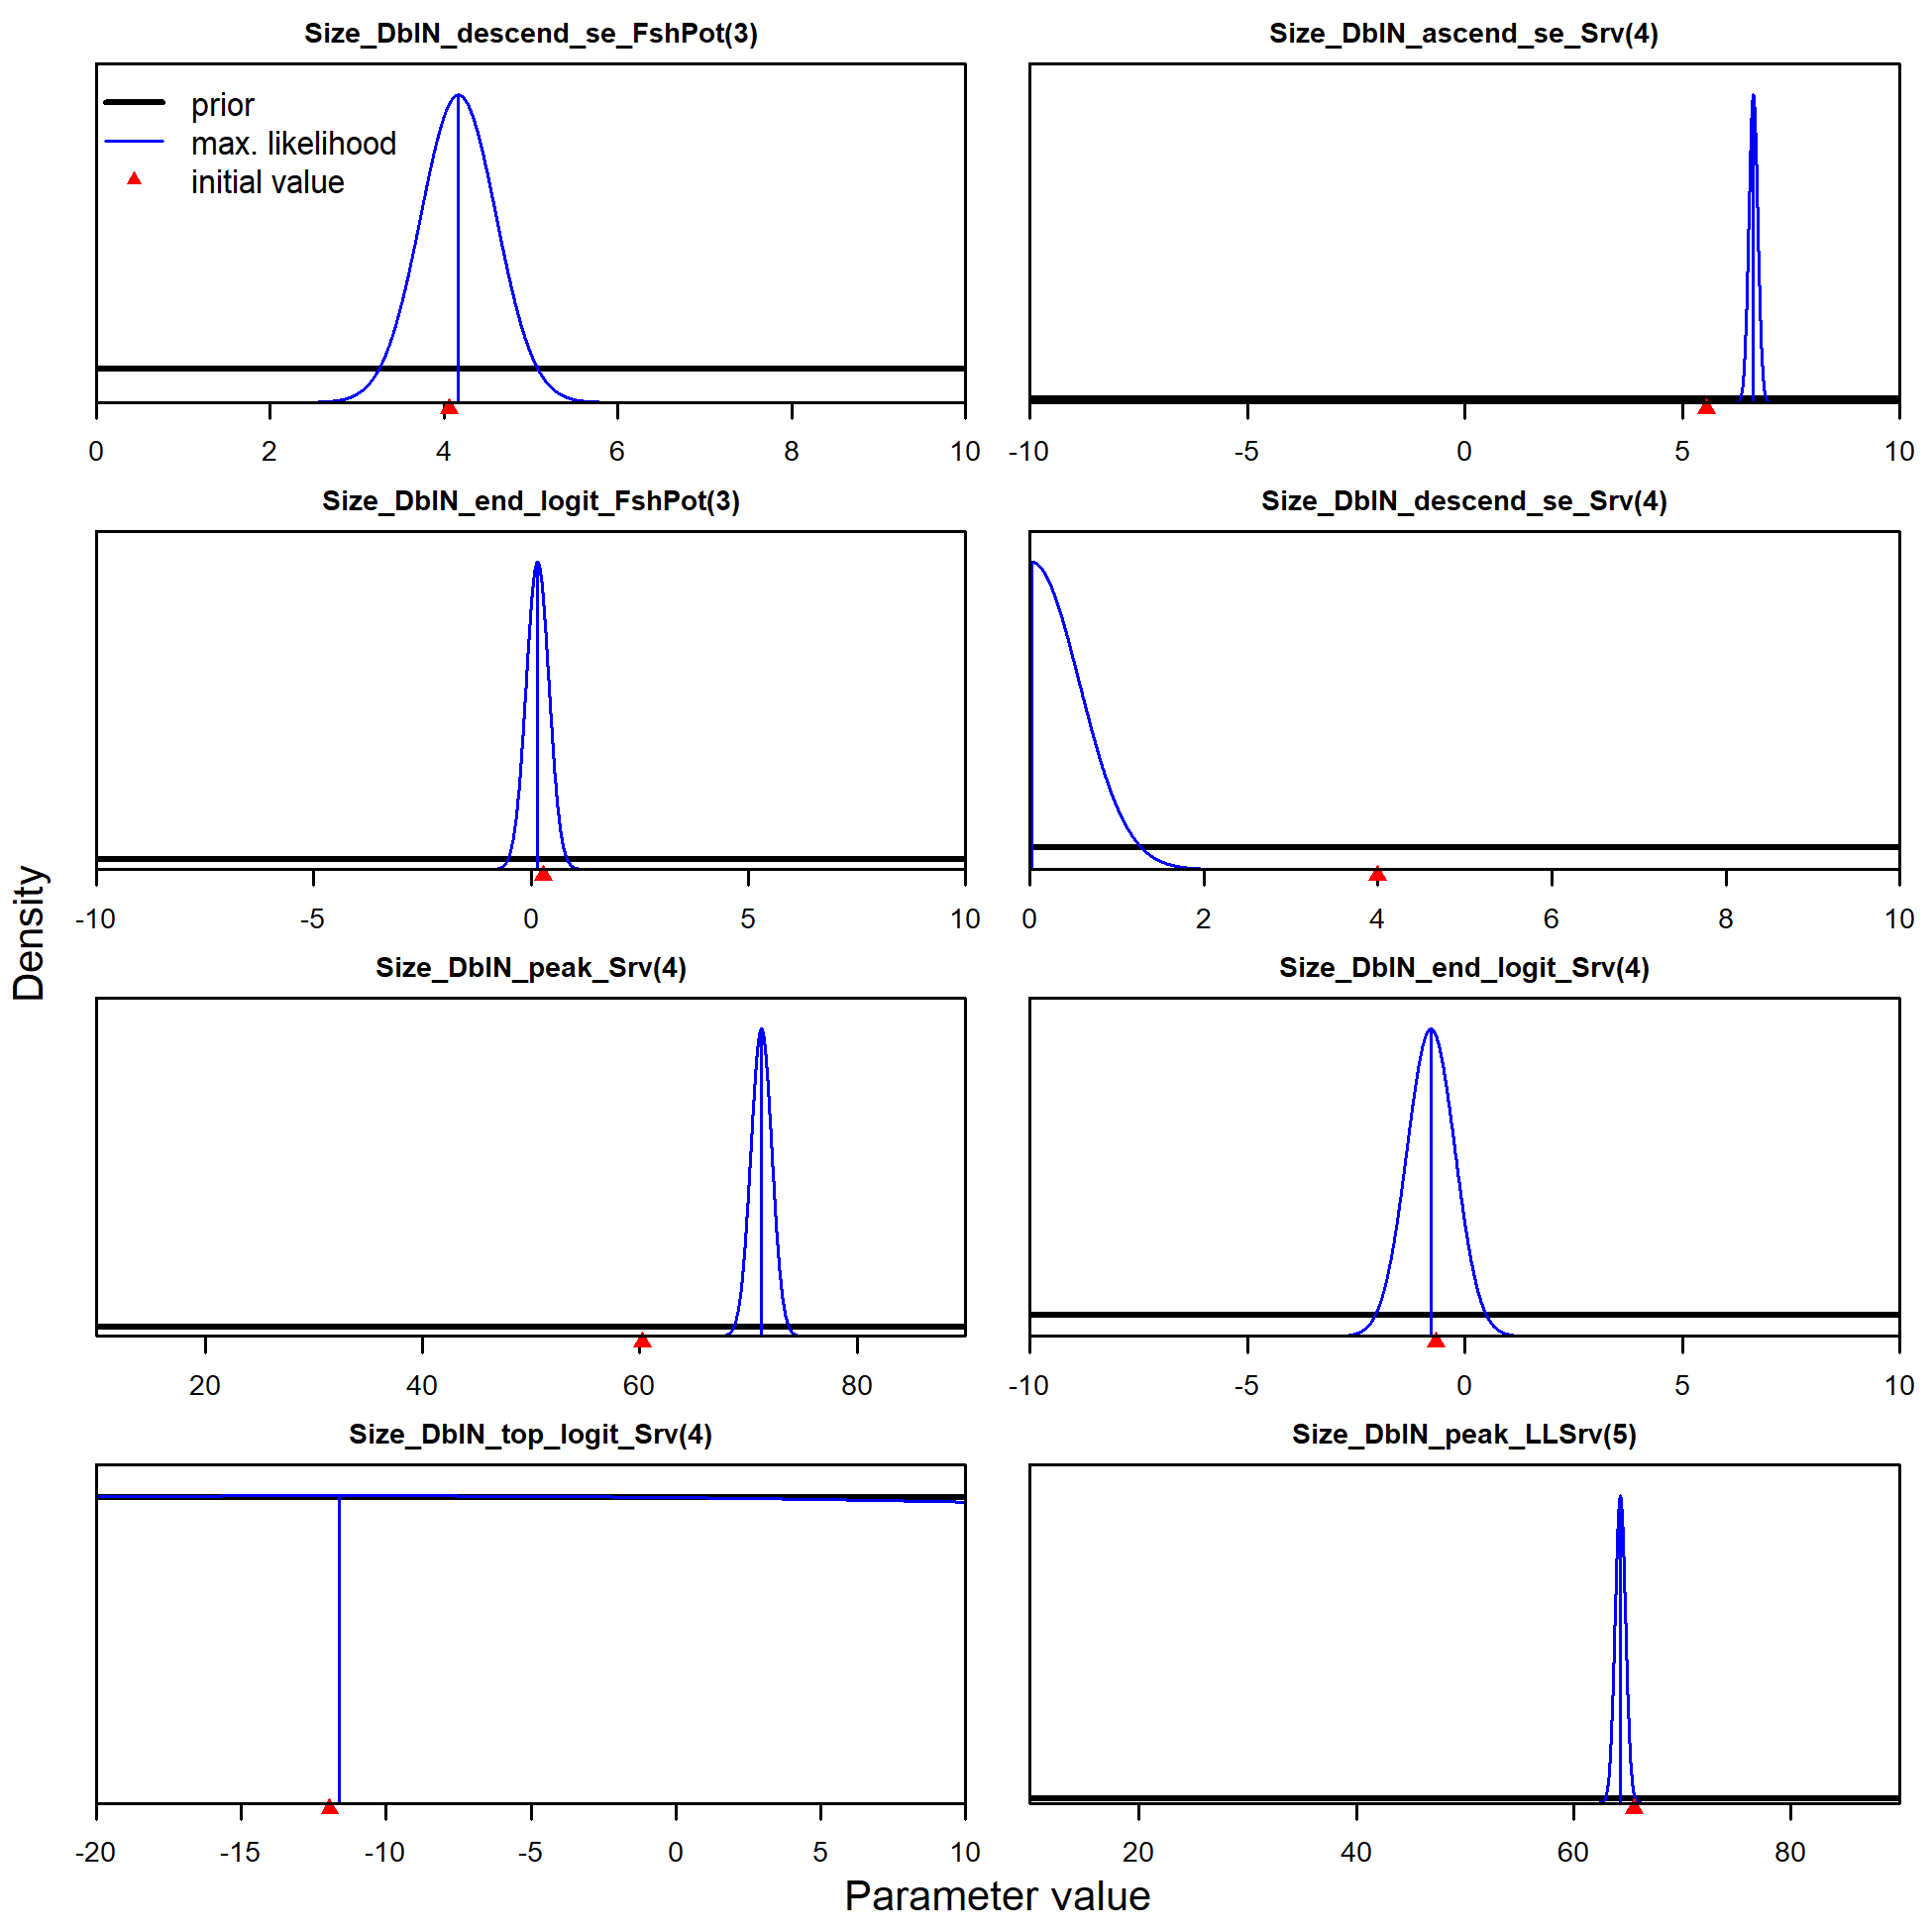 Size_DblN_descend_se_FshPot(3)
prior
max. likelihood
initial value
0 2 4 6 8 10
Size_DblN_ascend_se_Srv(4)
-10 -5 0 5 10
Size_DblN_end_logit_FshPot(3)
-10 -5 0 5 10
Size_DblN_descend_se_Srv(4)
0 2 4 6 8 10
Size_DblN_peak_Srv(4)
20 40 60 80
Size_DblN_end_logit_Srv(4)
-10 -5 0 5 10
Size_DblN_top_logit_Srv(4)
-20 -15 -10 -5 0 5 10
Size_DblN_peak_LLSrv(5)
20 40 60 80
Density
Parameter value